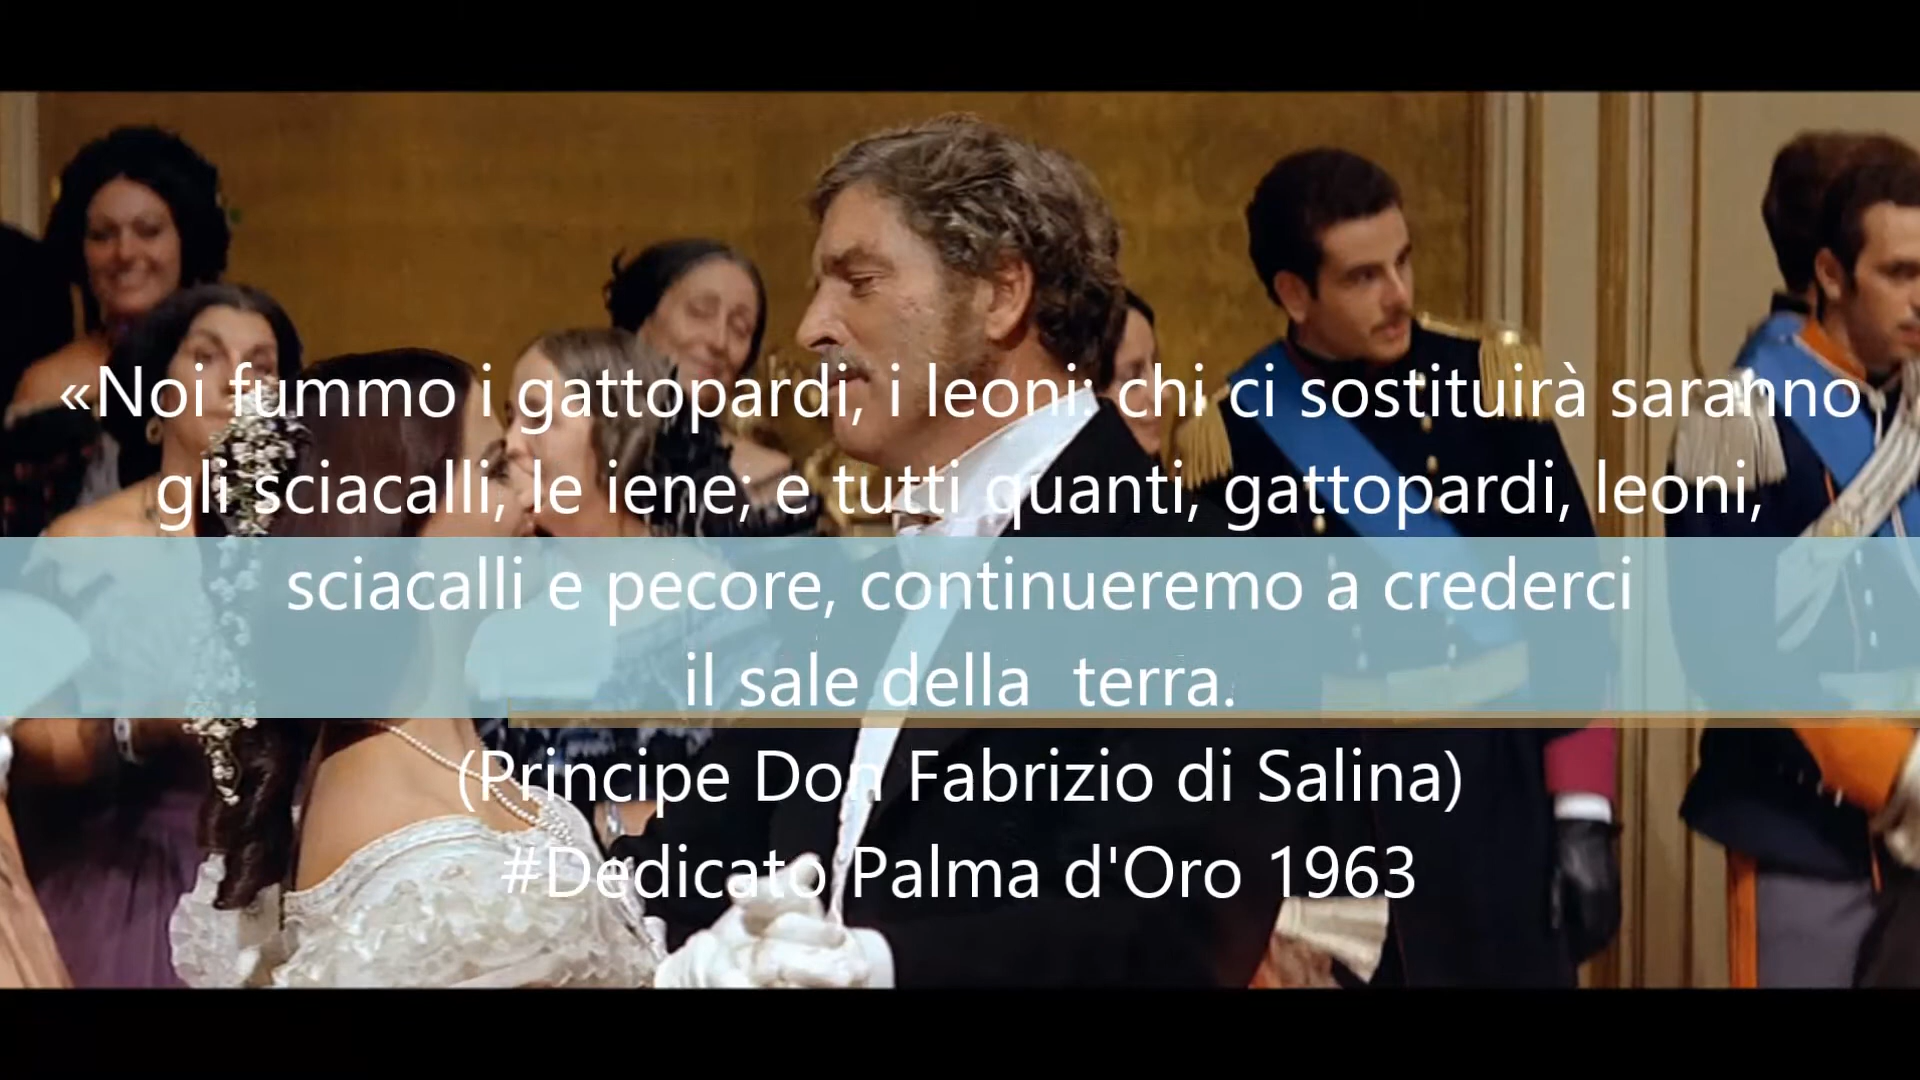 «Noi fummo i gattopardi, i leoni: chi ci sostituirà saranno
gli sciacalli, le iene; e tutti quanti, gattopardi, leoni,
sciacalli e pecore, continueremo a crederci
il sale della  terra.
(Principe Don Fabrizio di Salina)
#Dedicato Palma d'Oro 1963